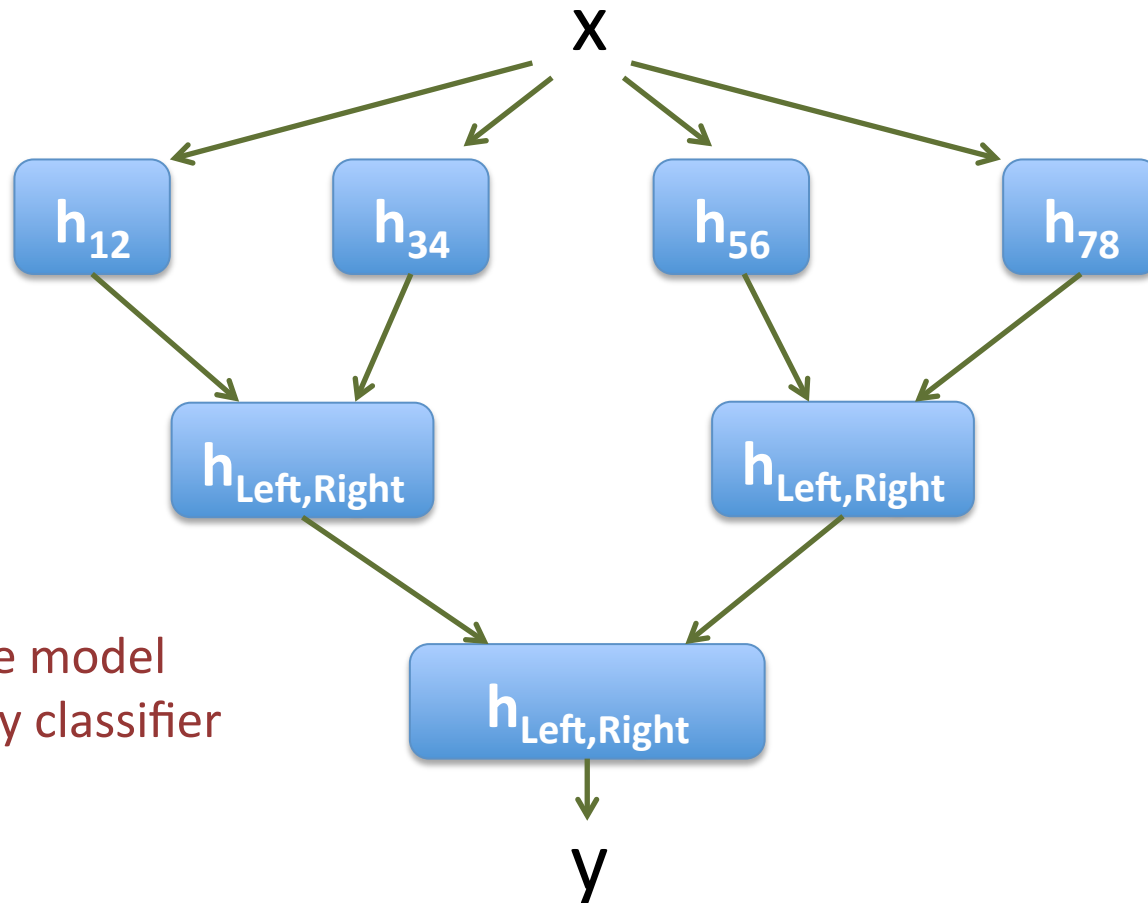 x
h12 h34 h56 h78
hLeft,Right hLeft,Right
model
hLeft,Right
classifier
y